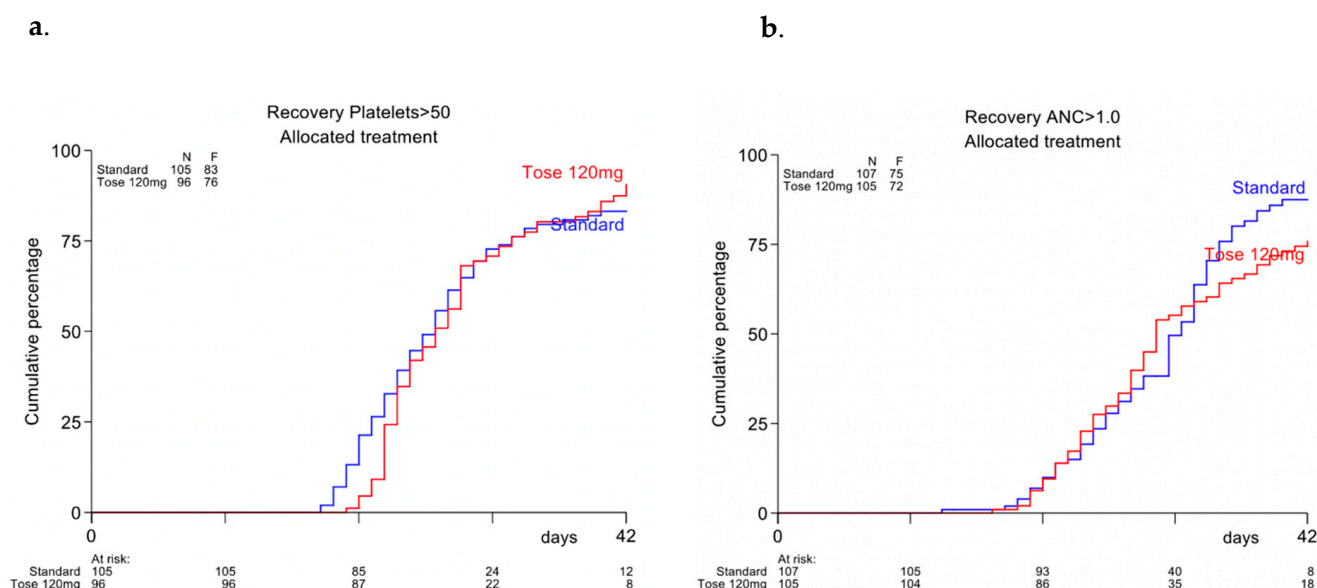 a.
Recovery Platelets>50
Allocated treatment
N F
Standard 105 83
Tose 120mg 96 76
100
75
50
25
0
Cumulative percentage
Tose 120mg
Standard
0
days
42
At risk:
Standard 105 105 85 24 12
Tose 120mg 96 96 87 22 8
b.
Recovery ANC>1.0
Allocated treatment
N F
Standard 107 75
Tose 120mg 105 72
100
75
50
25
0
Cumulative percentage
Standard
Tose 120mg
0
days
42
At risk:
Standard 107 105 93 40 8
Tose 120mg 105 104 86 35 18